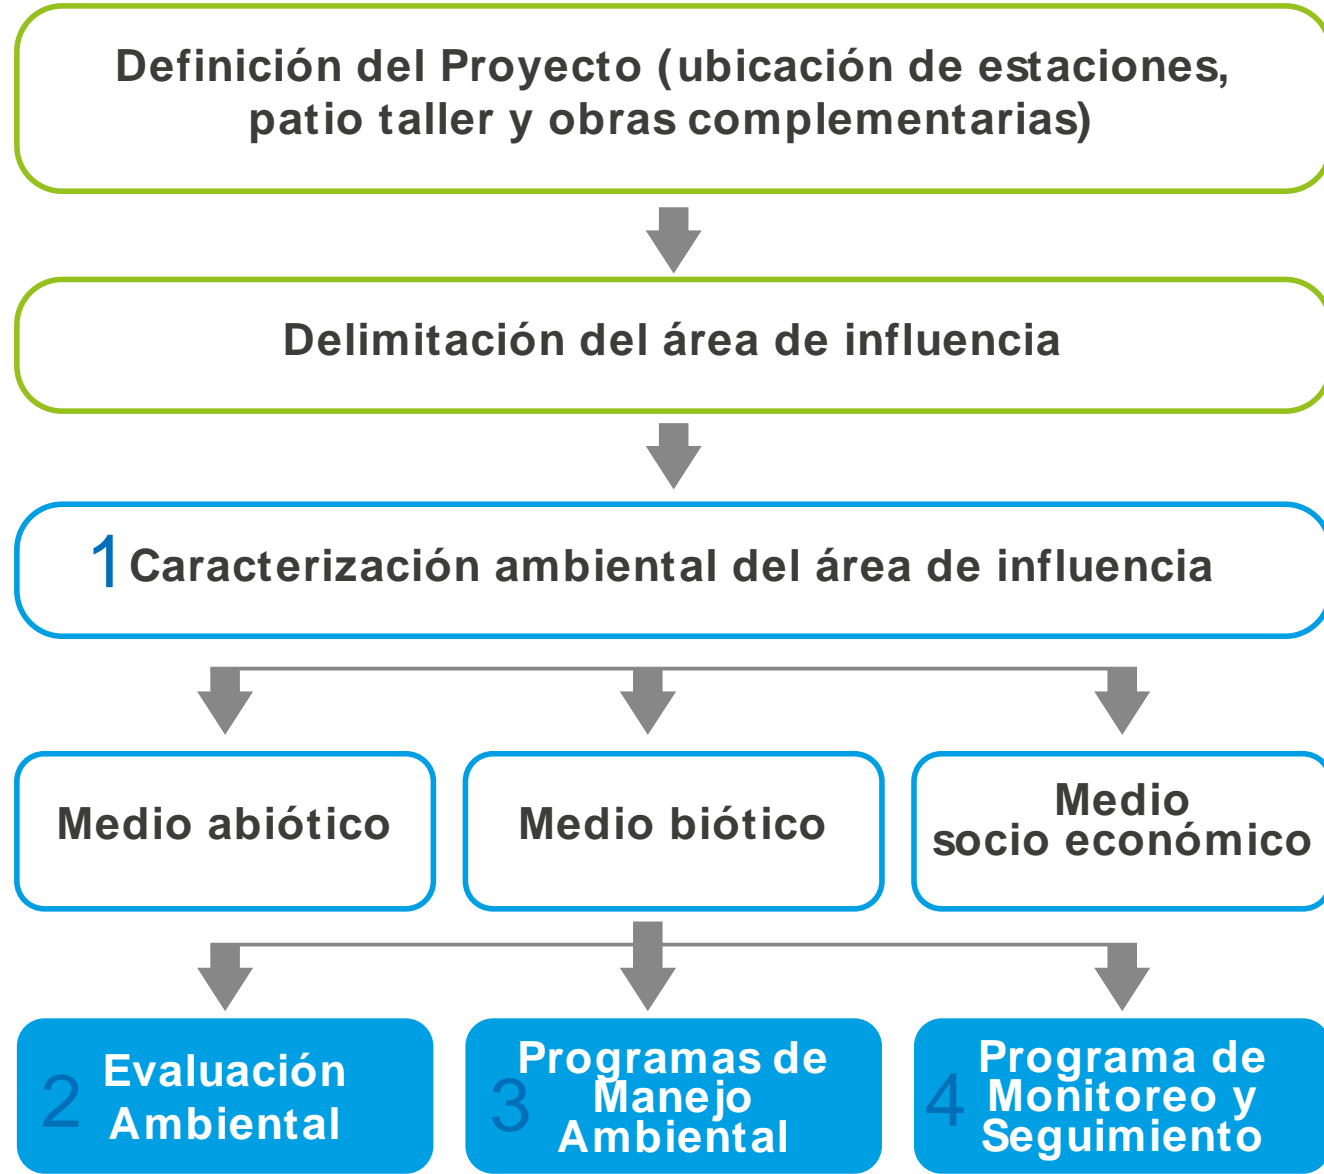 Definición del Proyecto (ubicación de estaciones,
patio taller y obras complementarias)
Delimitación del área de influencia
1 Caracterización ambiental del área de influencia
Medio abiótico
Medio biótico
Medio
socio económico
2 Evaluación
Ambiental
3 Programas de
Manejo
Ambiental
4 Programa de
Monitoreo y
Seguimiento